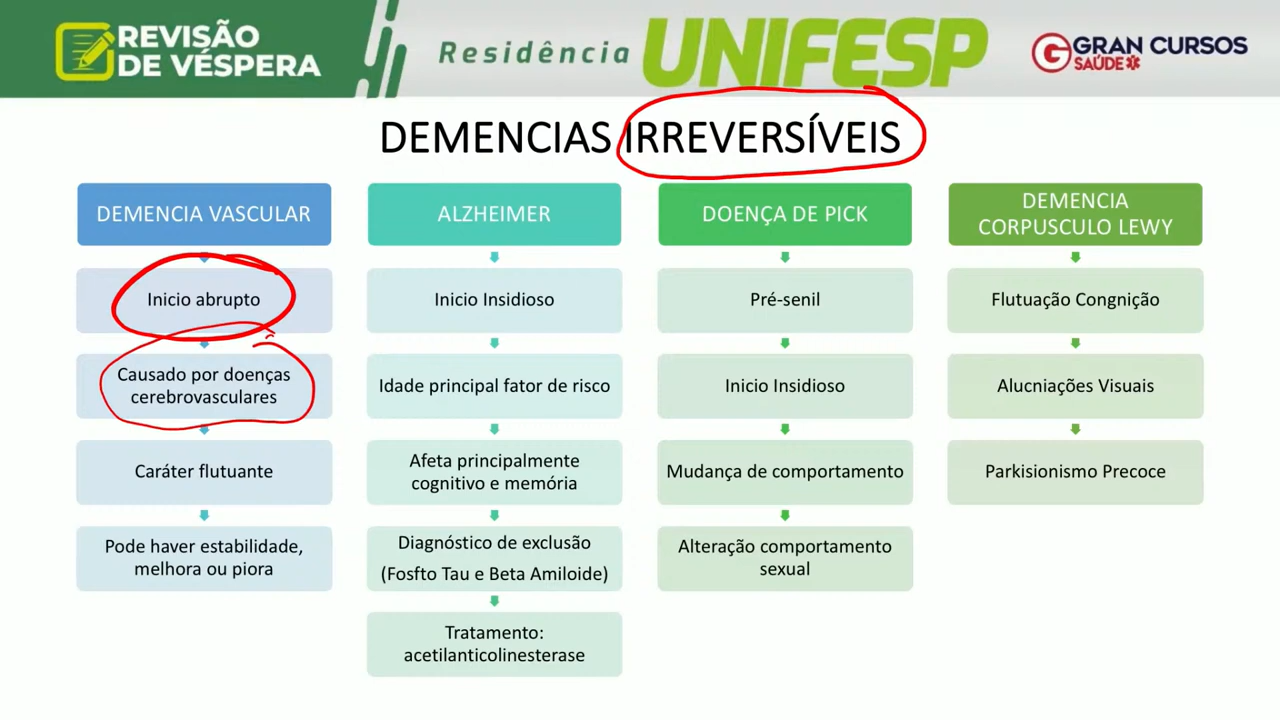 REVISÃO
DE VÉSPERA
Residência UNIFESP
GRAN CURSOS
SAÚDE
DEMENCIAS IRREVERSÍVEIS
DEMENCIA VASCULAR
Inicio abrupto
Causado por doenças
cerebrovasculares
Caráter flutuante
Pode haver estabilidade,
melhora ou piora
ALZHEIMER
Inicio Insidioso
Idade principal fator de risco
Afeta principalmente
cognitivo e memória
Diagnóstico de exclusão
(Fosfto Tau e Beta Amiloide)
Tratamento:
acetilanticolinesterase
DOENÇA DE PICK
Pré-senil
Inicio Insidioso
Mudança de comportamento
Alteração comportamento
sexual
DEMENCIA
CORPUSCULO LEWY
Flutuação Congnição
Alucniações Visuais
Parkisionismo Precoce